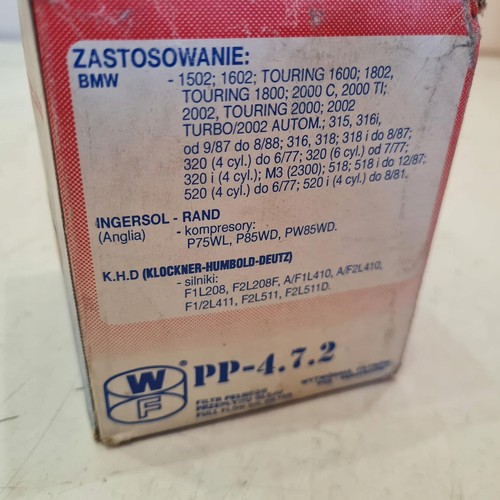 ZASTOSOWANIE:
BMW - 1502; 1602; TOURING 1600; 1802,
TOURING 1800; 2000 C, 2000 TI;
2002, TOURING 2000; 2002
TURBO/2002 AUTOM.; 315, 316i,
od 9/87 do 8/88; 316, 318; 318 i do 8/87;
320 (4 cyl.) do 6/77; 320 (6 cyl.) od 7/77;
320 i (4 cyl.); M3 (2300); 518; 518 i do 12/87;
520 (4 cyl.) do 6/77; 520 i (4 cyl.) do 8/81.
INGERSOL - RAND
(Anglia) - kompresory:
P75WL, P85WD, PW85WD.
K.H.D (KLOCKNER-HUMBOLD-DEUTZ)
- silniki:
F1L208, F2L208F, A/F1L410, A/F2L410,
F1/2L411, F2L511, F2L511D.
WF
PP-4.7.2
FULL FLOW